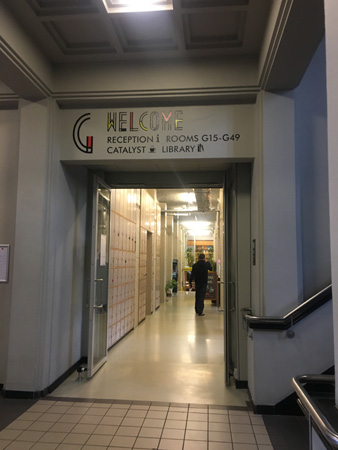 WELCOME
RECEPTION i ROOMS G15-G49
CATALYST LIBRARY